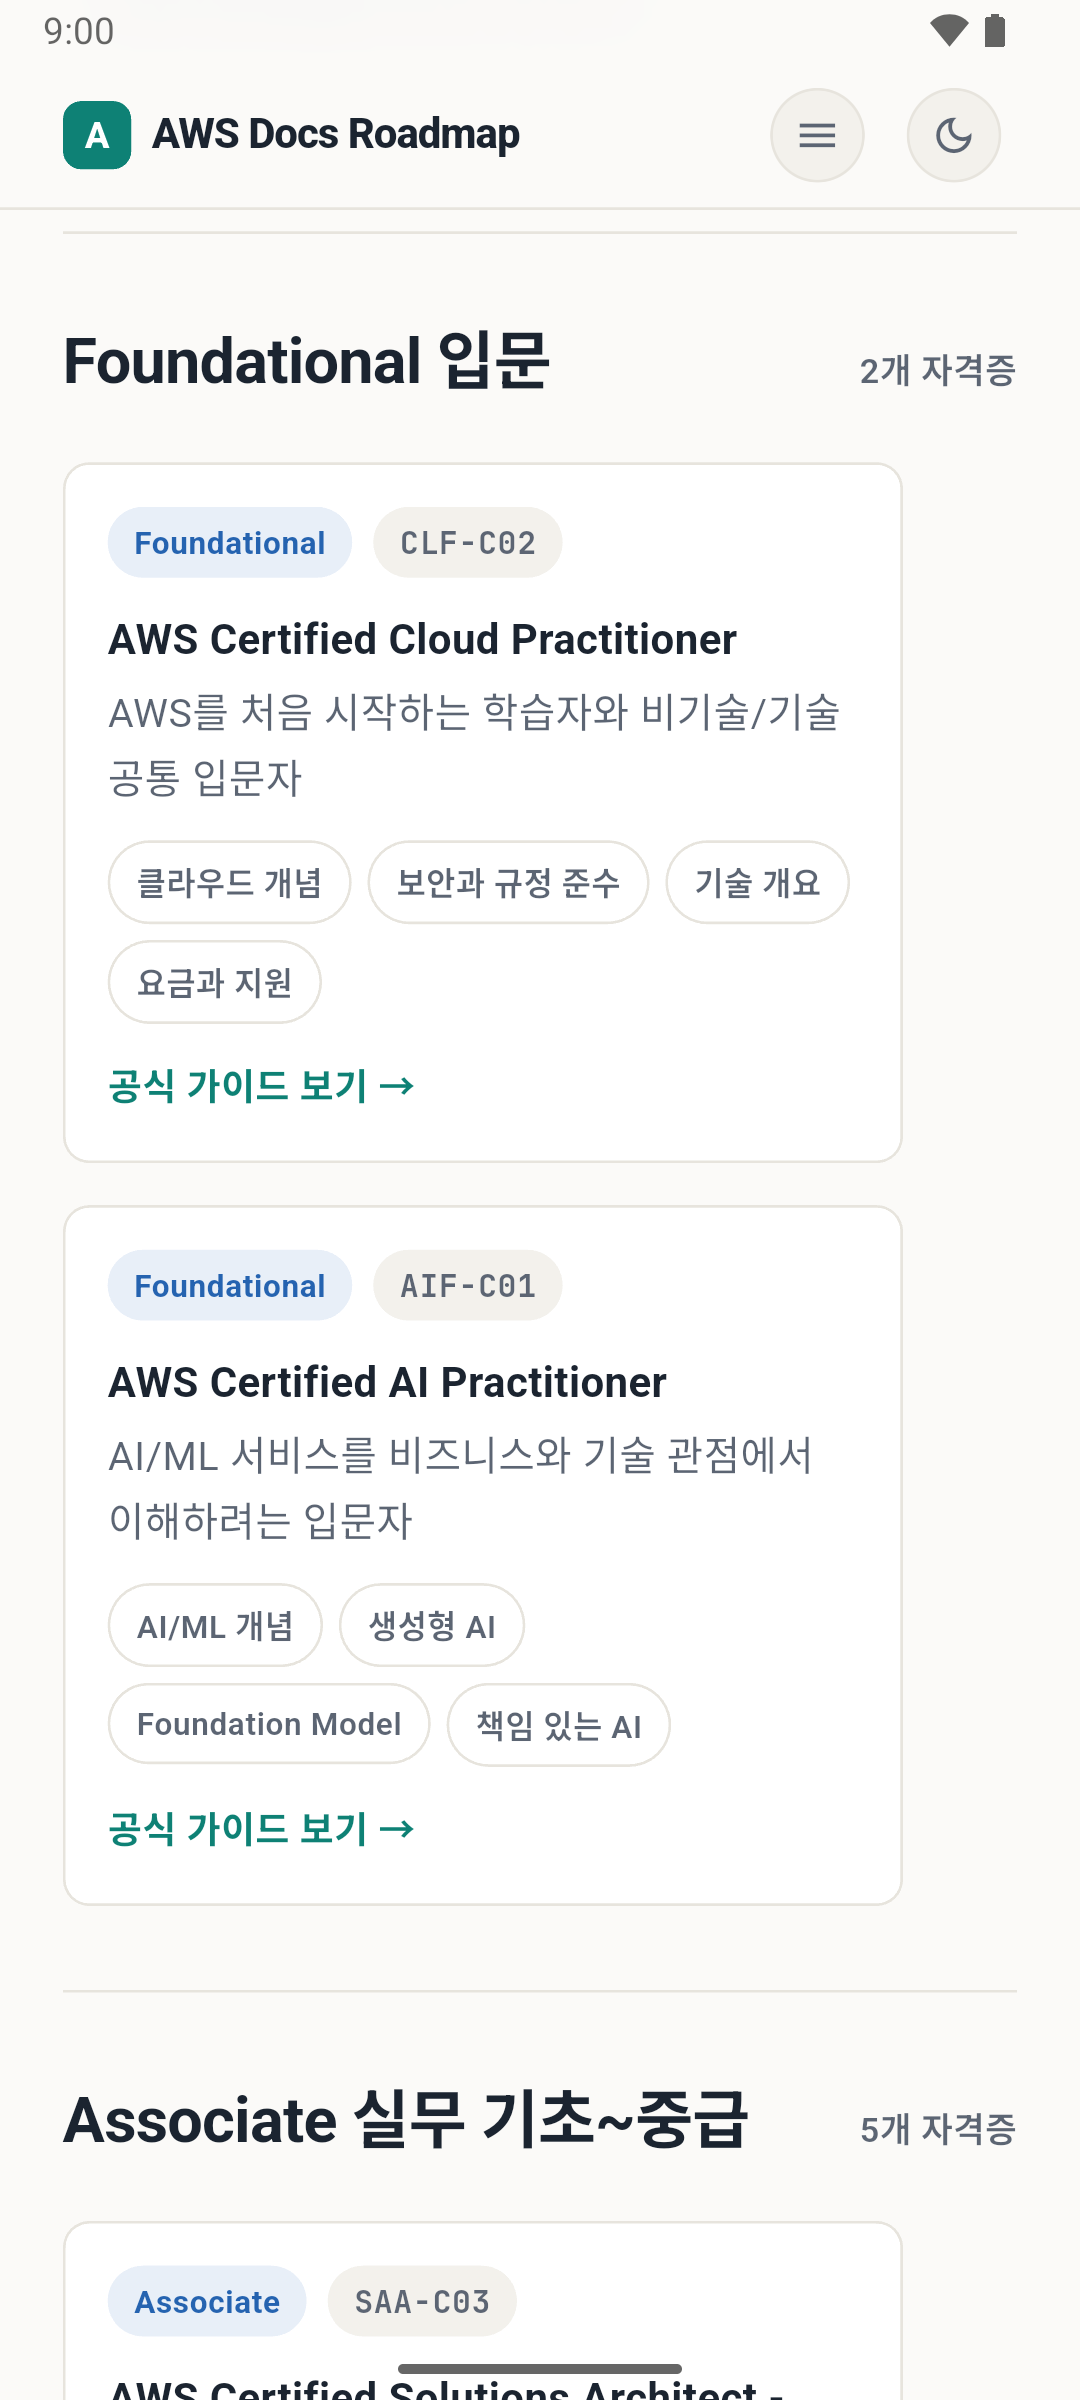 9:00
A AWS Docs Roadmap
Foundational 입문
2개 자격증
Foundational CLF-C02
AWS Certified Cloud Practitioner
AWS를 처음 시작하는 학습자와 비기술/기술
공통 입문자
클라우드 개념 보안과 규정 준수 기술 개요
요금과 지원
공식 가이드 보기 →
Foundational AIF-C01
AWS Certified AI Practitioner
AI/ML 서비스를 비즈니스와 기술 관점에서
이해하려는 입문자
AI/ML 개념 생성형 AI
Foundation Model 책임 있는 AI
공식 가이드 보기 →
Associate 실무 기초~중급
5개 자격증
Associate SAA-C03
AWS Certified Solutions Architect -